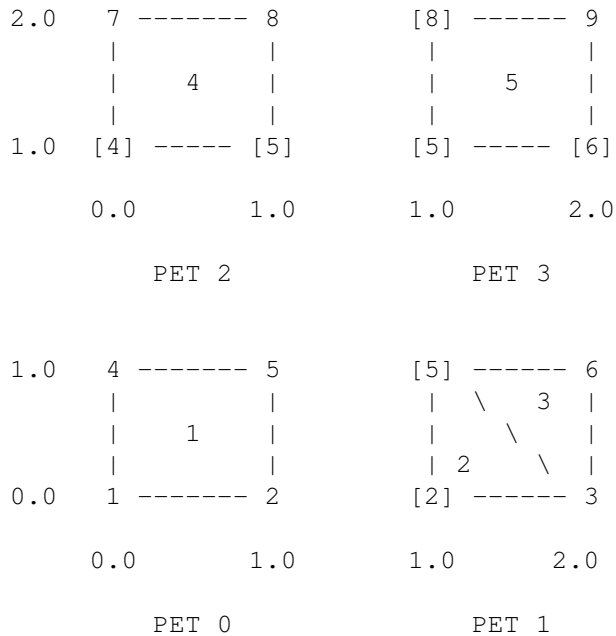 2.0 7 ------- 8 [8] ------ 9
| | | |
| 4 | | 5 |
| | | |
1.0 [4] ----- [5] [5] ----- [6]
0.0 1.0 1.0 2.0
PET 2 PET 3
1.0 4 ------- 5 [5] ------ 6
| | | \ 3 |
| 1 | | \ |
| | | 2 \ |
0.0 1 ------- 2 [2] ------ 3
0.0 1.0 1.0 2.0
PET 0 PET 1